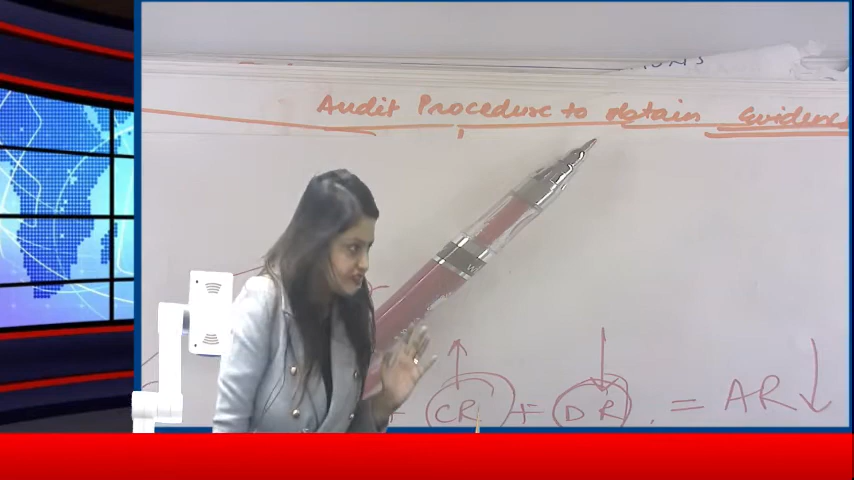 Audit Procedure to obtain Evidence
+ CR + DR . = AR